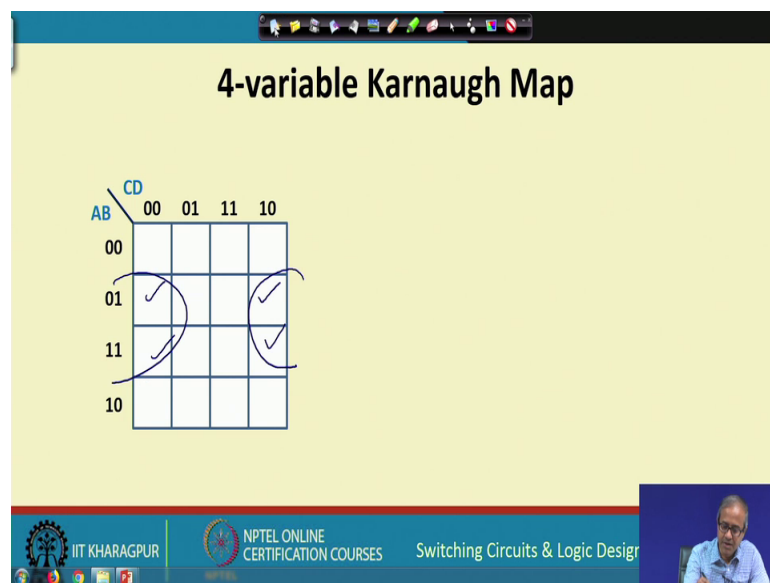 4-variable Karnaugh Map
CD
AB 00 01 11 10
00
01
11
10
IIT KHARAGPUR
NPTEL ONLINE
CERTIFICATION COURSES
Switching Circuits & Logic Design